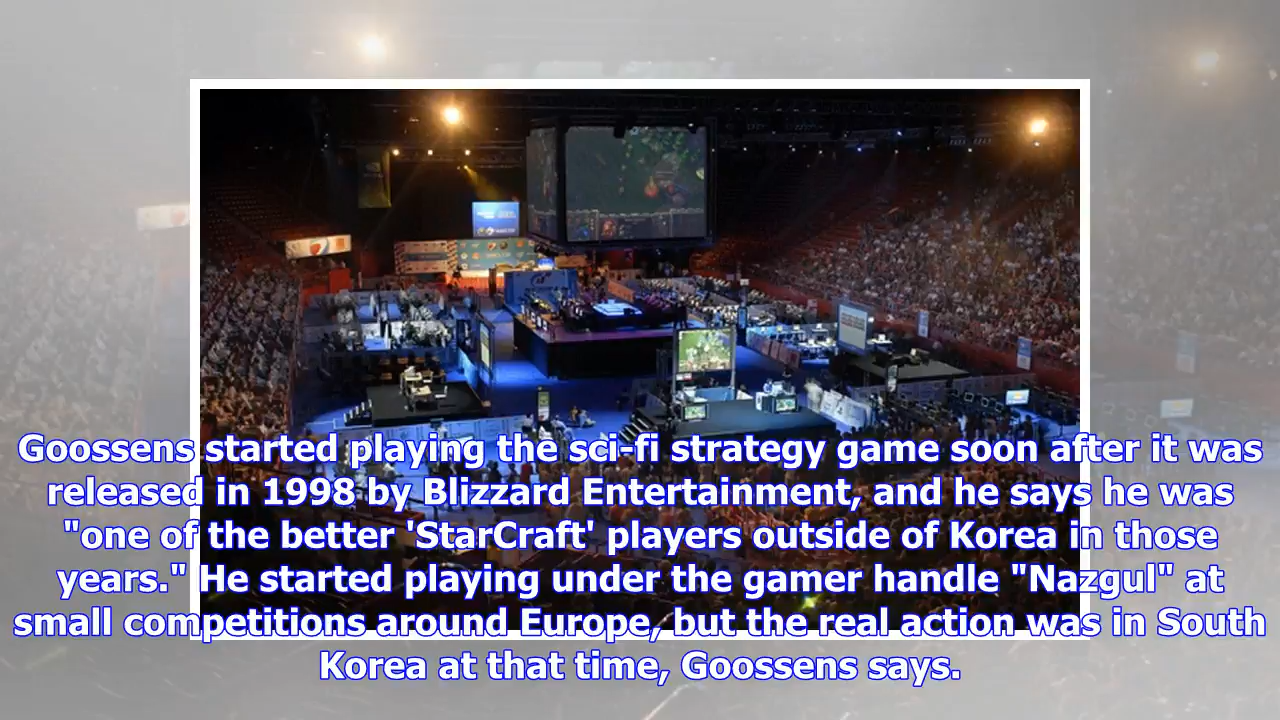 Goossens started playing the sci-fi strategy game soon after it was
released in 1998 by Blizzard Entertainment, and he says he was
"one of the better 'StarCraft' players outside of Korea in those
years." He started playing under the gamer handle "Nazgul" at
small competitions around Europe, but the real action was in South
Korea at that time, Goossens says.